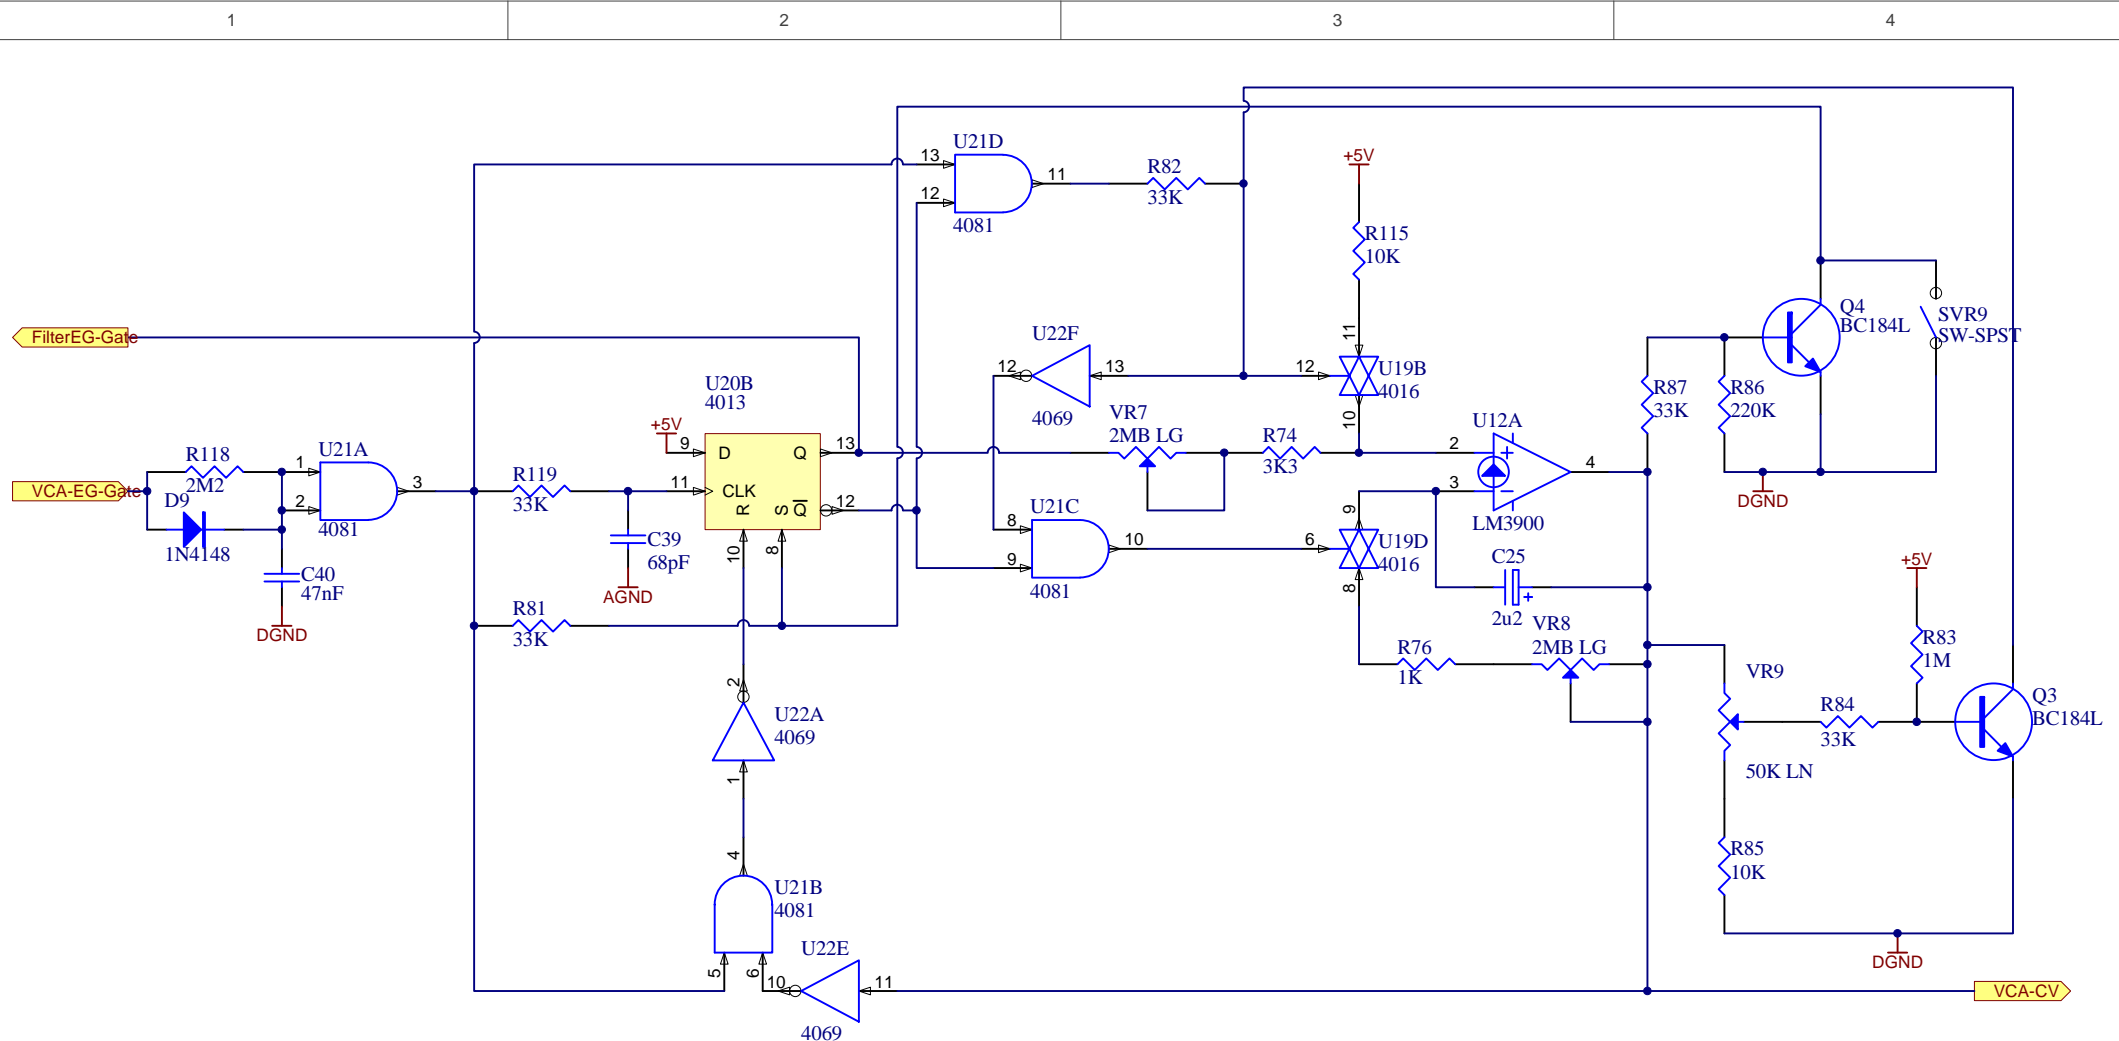 1 2 3 4
U21D
13
11
R82
33K
12
4081
+5V
R115
10K
FilterEG-Gate
U22F
12
13
4069
11
12
U19B
4016
10
Q4
BC184L
SVR9
SW-SPST
R87
33K
R86
220K
DGND
U20B
4013
+5V
9
D
Q
13
11
CLK
R
S
Q
12
10
8
VR7
2MB LG
R74
3K3
U12A
2
+
3
−
4
LM3900
R118
2M2
U21A
1
2
3
4081
VCA-EG-Gate
D9
1N4148
C40
47nF
DGND
R119
33K
C39
68pF
AGND
U21C
8
9
10
4081
9
6
U19D
4016
8
C25
+
2u2
VR8
2MB LG
R76
1K
R81
33K
+5V
R83
1M
VR9
50K LN
R84
33K
Q3
BC184L
2
U22A
4069
1
R85
10K
DGND
4
U21B
4081
5
6
U22E
10
11
4069
VCA-CV